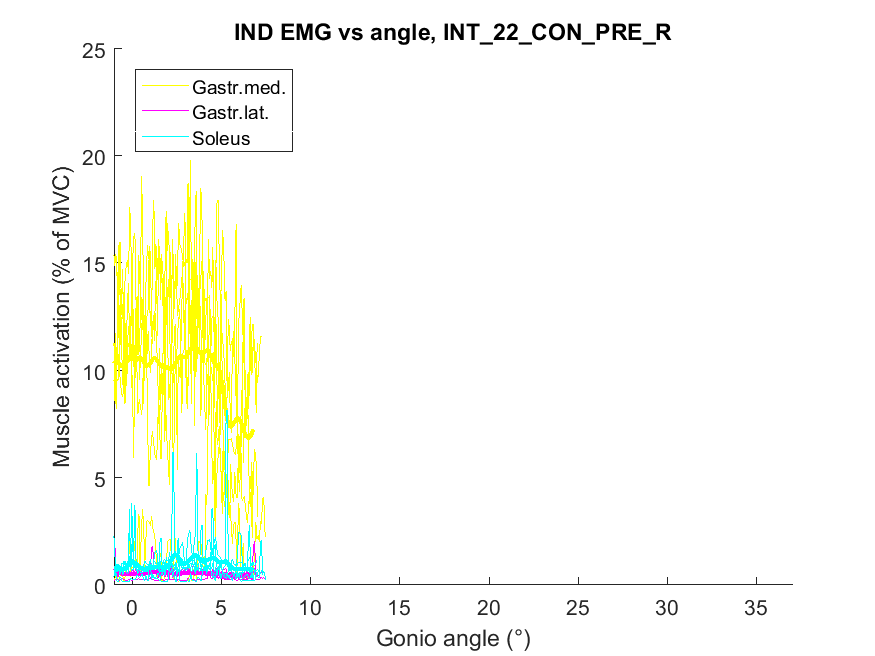 IND EMG vs angle, INT_22_CON_PRE_R
25
Gastr.med.
Gastr.lat.
Soleus
20
15
10
5
0
Muscle activation (% of MVC)
0 5 10 15 20 25 30 35
Gonio angle (°)